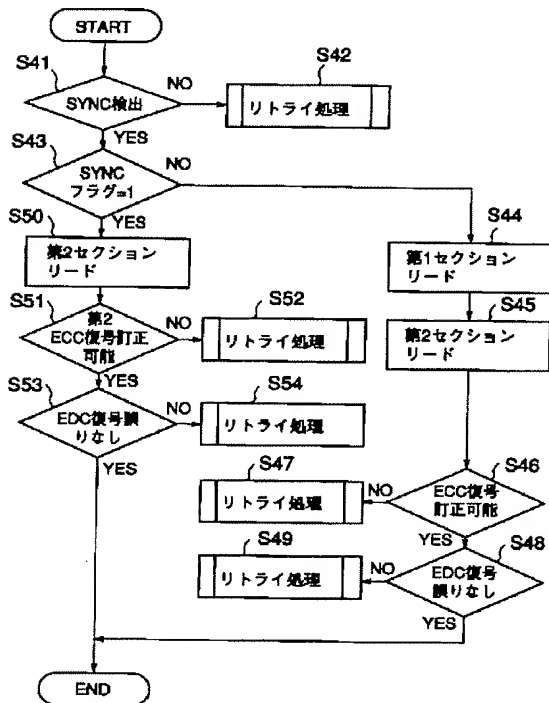 START
S41
SYNC検出
NO
YES
S42
リトライ処理
S43
SYNC
フラグ=1
NO
YES
S50
第2セクション
リード
S44
第1セクション
リード
S45
第2セクション
リード
S51
第2
ECC復号訂正
可能
NO
YES
S52
リトライ処理
S53
EDC復号誤
りなし
NO
YES
S54
リトライ処理
S46
ECC復号
訂正可能
NO
YES
S47
リトライ処理
S48
EDC復号
誤りなし
NO
YES
S49
リトライ処理
END